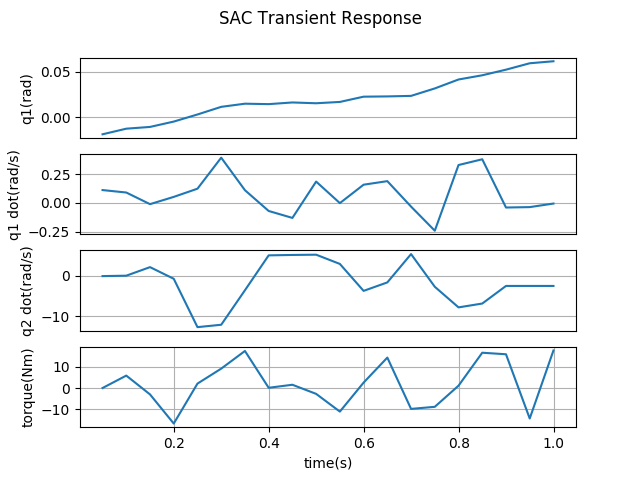 SAC Transient Response
q1(rad)
0.05
0.00
q1 dot(rad/s)
0.25
0.00
−0.25
q2 dot(rad/s)
0
−10
torque(Nm)
10
0
−10
0.2 0.4 0.6 0.8 1.0
time(s)